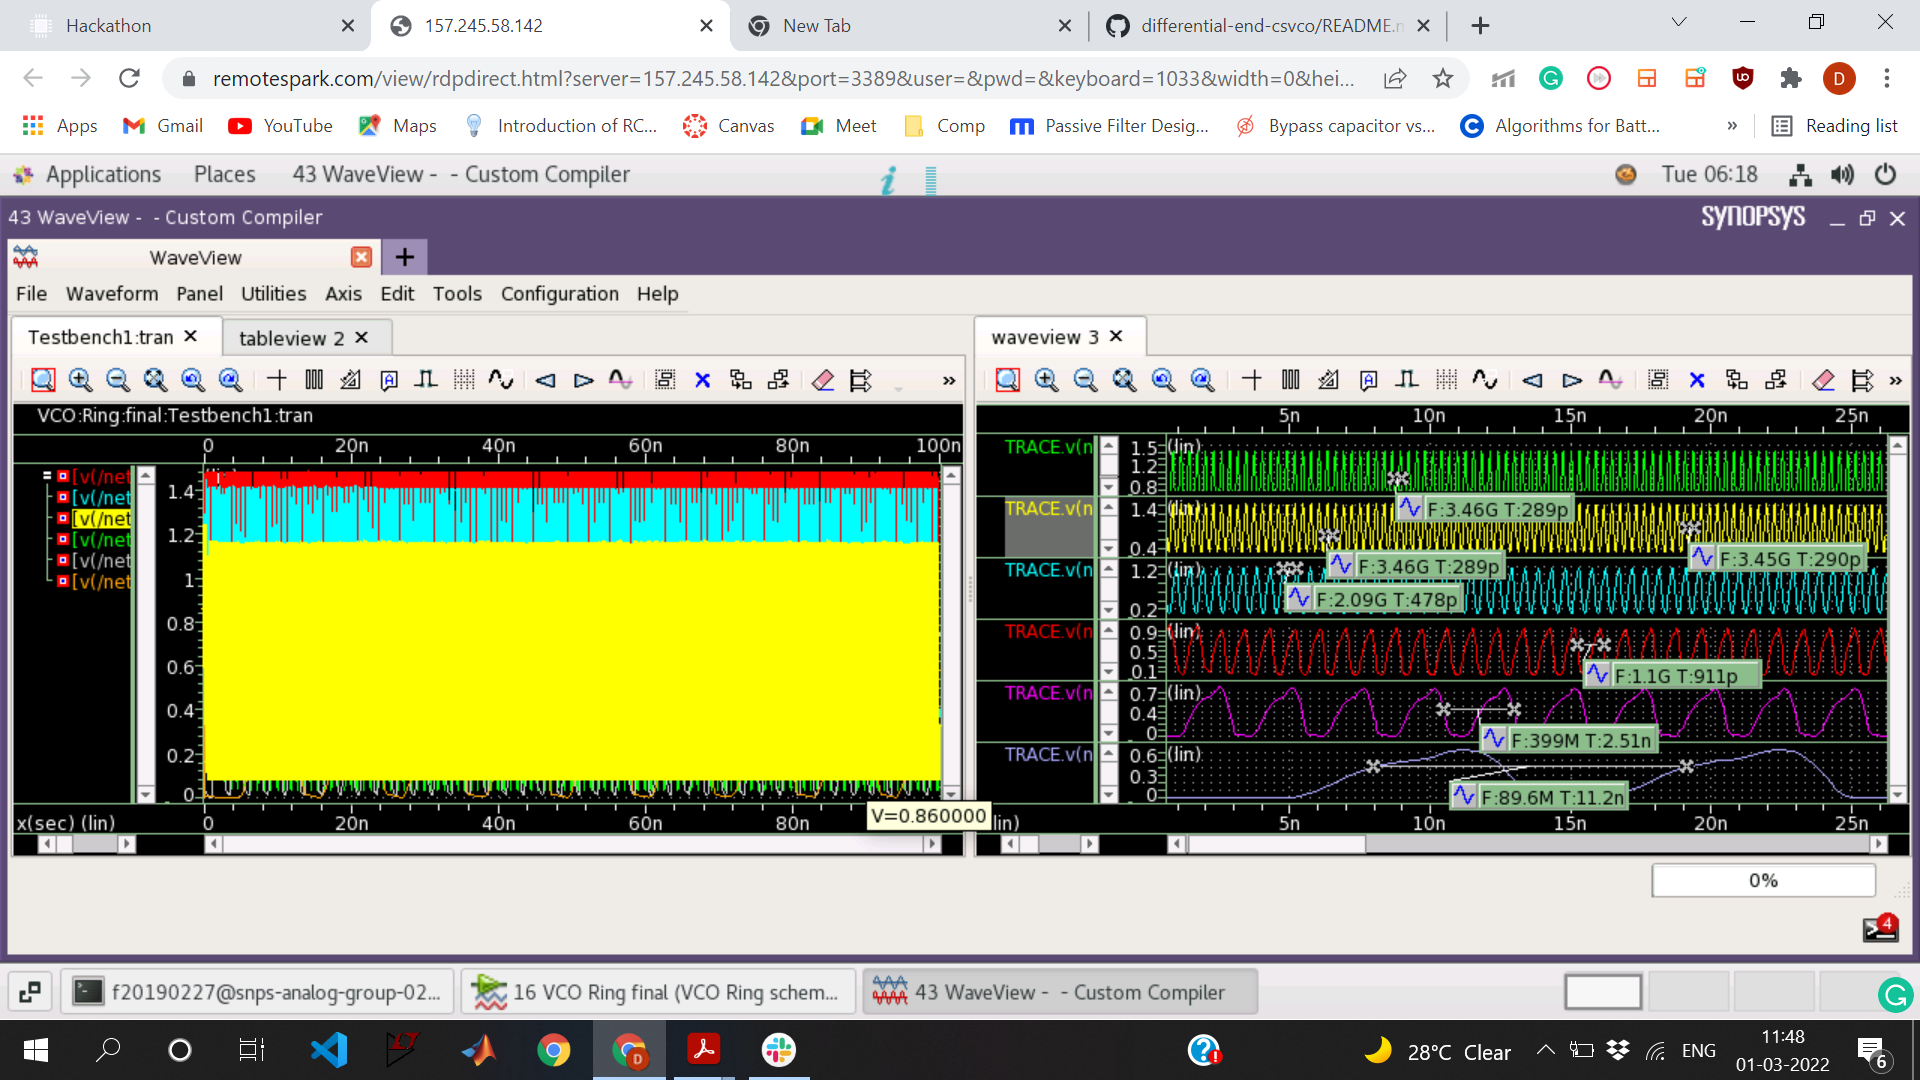 Hackathon
157.245.58.142
New Tab
differential-end-csvco/README.m
remotespark.com/view/rdpdirect.html?server=157.245.58.142&port=3389&user=&pwd=&keyboard=1033&width=0&hei...
D
Apps
Gmail
YouTube
Maps
Introduction of RC...
Canvas
Meet
Comp
Passive Filter Desig...
Bypass capacitor vs...
Algorithms for Batt...
»
Reading list
Applications Places 43 WaveView - - Custom Compiler
Tue 06:18
43 WaveView - - Custom Compiler
SYNOPSYS
WaveView
File Waveform Panel Utilities Axis Edit Tools Configuration Help
Testbench1:tran
tableview 2
waveview 3
VCO:Ring:final:Testbench1:tran
0 20n 40n 60n 80n 100n
[v(/net
[v(/net
[v(/net
[v(/net
[v(/net
[v(/net
1.4
1.2
1
0.8
0.6
0.4
0.2
0
x(sec) (lin)
0 20n 40n 60n 80n
V=0.860000
5n 10n 15n 20n 25n
TRACE.v(n
1.5
1.2
0.8
(lin)
F:3.46G T:289p
TRACE.v(n
1.4
0.4
(lin)
F:3.46G T:289p
F:3.45G T:290p
TRACE.v(n
1.2
0.2
(lin)
F:2.09G T:478p
TRACE.v(n
0.9
0.5
0.1
(lin)
F:1.1G T:911p
TRACE.v(n
0.7
0.4
0
(lin)
F:399M T:2.51n
TRACE.v(n
0.6
0.3
0
(lin)
F:89.6M T:11.2n
lin)
5n 10n 15n 20n 25n
0%
4
f20190227@snps-analog-group-02...
16 VCO Ring final (VCO Ring schem...
43 WaveView - - Custom Compiler
28°C Clear
ENG
11:48
01-03-2022
6